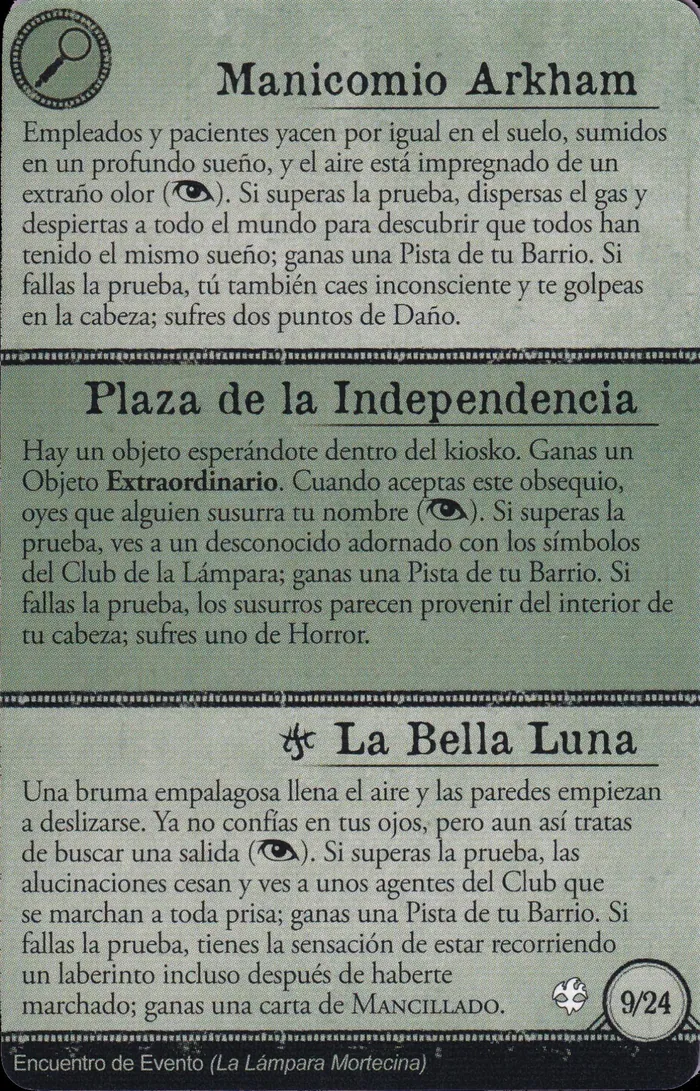 Manicomio Arkham
Empleados y pacientes yacen por igual en el suelo, sumidos
en un profundo sueño, y el aire está impregnado de un
extraño olor (). Si superas la prueba, dispersas el gas y
despiertas a todo el mundo para descubrir que todos han
tenido el mismo sueño; ganas una Pista de tu Barrio. Si
fallas la prueba, tú también caes inconsciente y te golpeas
en la cabeza; sufres dos puntos de Daño.
Plaza de la Independencia
Hay un objeto esperándote dentro del kiosko. Ganas un
Objeto Extraordinario. Cuando aceptas este obsequio,
oyes que alguien susurra tu nombre (). Si superas la
prueba, ves a un desconocido adornado con los símbolos
del Club de la Lámpara; ganas una Pista de tu Barrio. Si
fallas la prueba, los susurros parecen provenir del interior de
tu cabeza; sufres uno de Horror.
La Bella Luna
Una bruma empalagosa llena el aire y las paredes empiezan
a deslizarse. Ya no confías en tus ojos, pero aun así tratas
de buscar una salida (). Si superas la prueba, las
alucinaciones cesan y ves a unos agentes del Club que
se marchan a toda prisa; ganas una Pista de tu Barrio. Si
fallas la prueba, tienes la sensación de estar recorriendo
un laberinto incluso después de haberte
marchado; ganas una carta de MANCILLADO.
9/24
Encuentro de Evento (La Lámpara Mortecina)